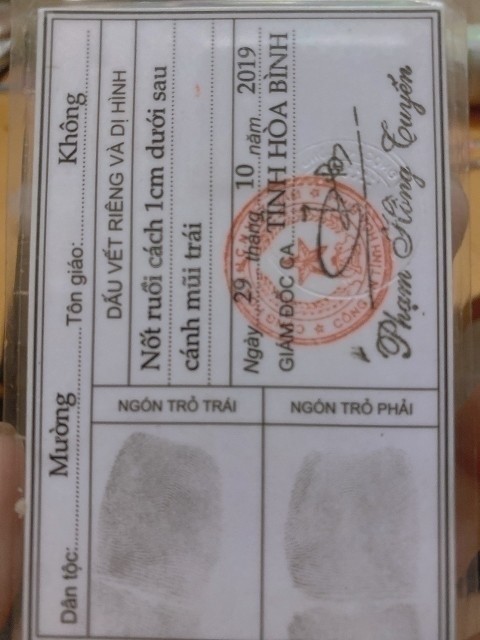 Dân tộc: Mường Tôn giáo: Không
DẤU VẾT RIÊNG VÀ DỊ HÌNH
Nốt ruồi cách 1cm dưới sau
cánh mũi trái
Ngày 29 tháng 10 năm 2019
GIÁM ĐỐC CA TỈNH HÒA BÌNH
Phạm Hồng Tuyến
NGÓN TRỎ TRÁI
NGÓN TRỎ PHẢI